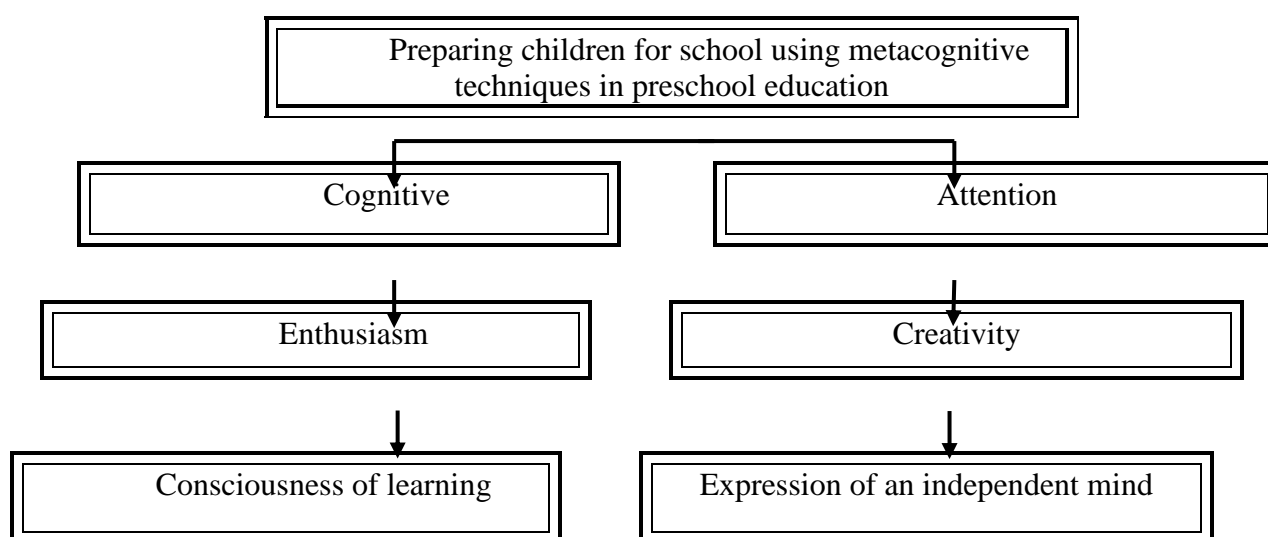 Preparing children for school using metacognitive
techniques in preschool education
Cognitive
Attention
Enthusiasm
Creativity
Consciousness of learning
Expression of an independent mind